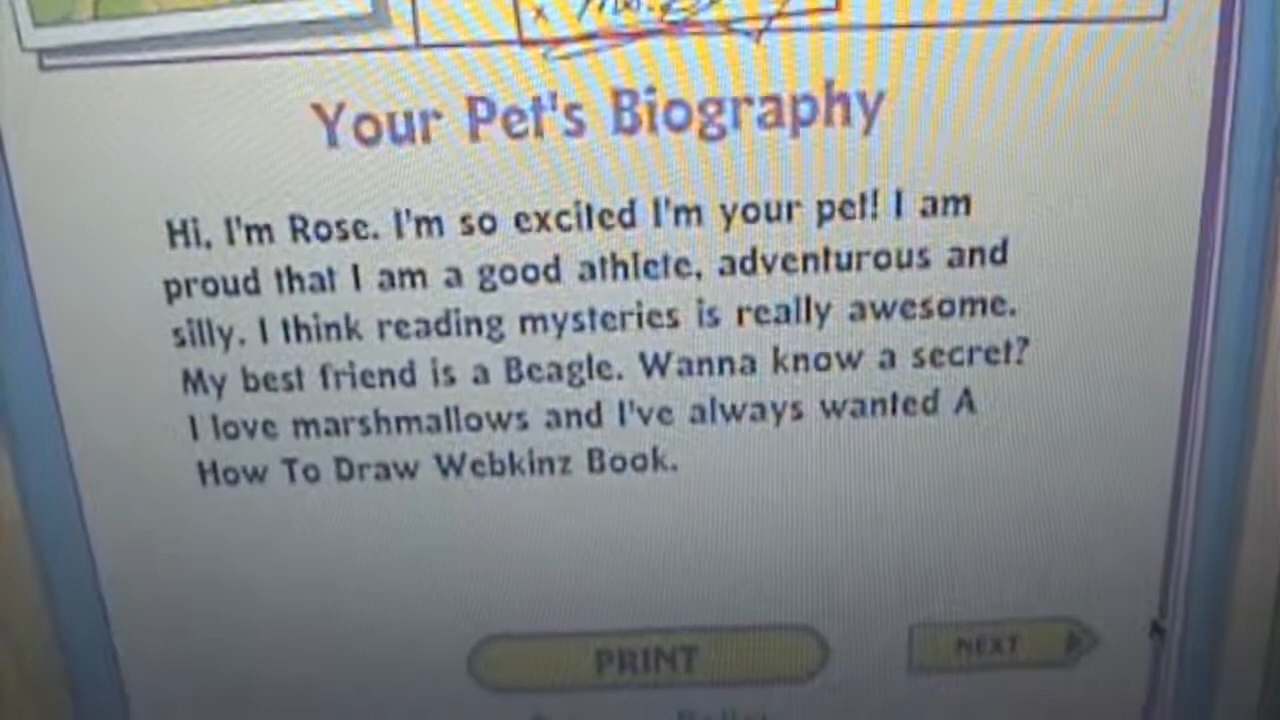 Your Pet's Biography
Hi, I'm Rose. I'm so excited I'm your pet! I am
proud that I am a good athlete, adventurous and
silly. I think reading mysteries is really awesome.
My best friend is a Beagle. Wanna know a secret?
I love marshmallows and I've always wanted A
How To Draw Webkinz Book.
PRINT
NEXT